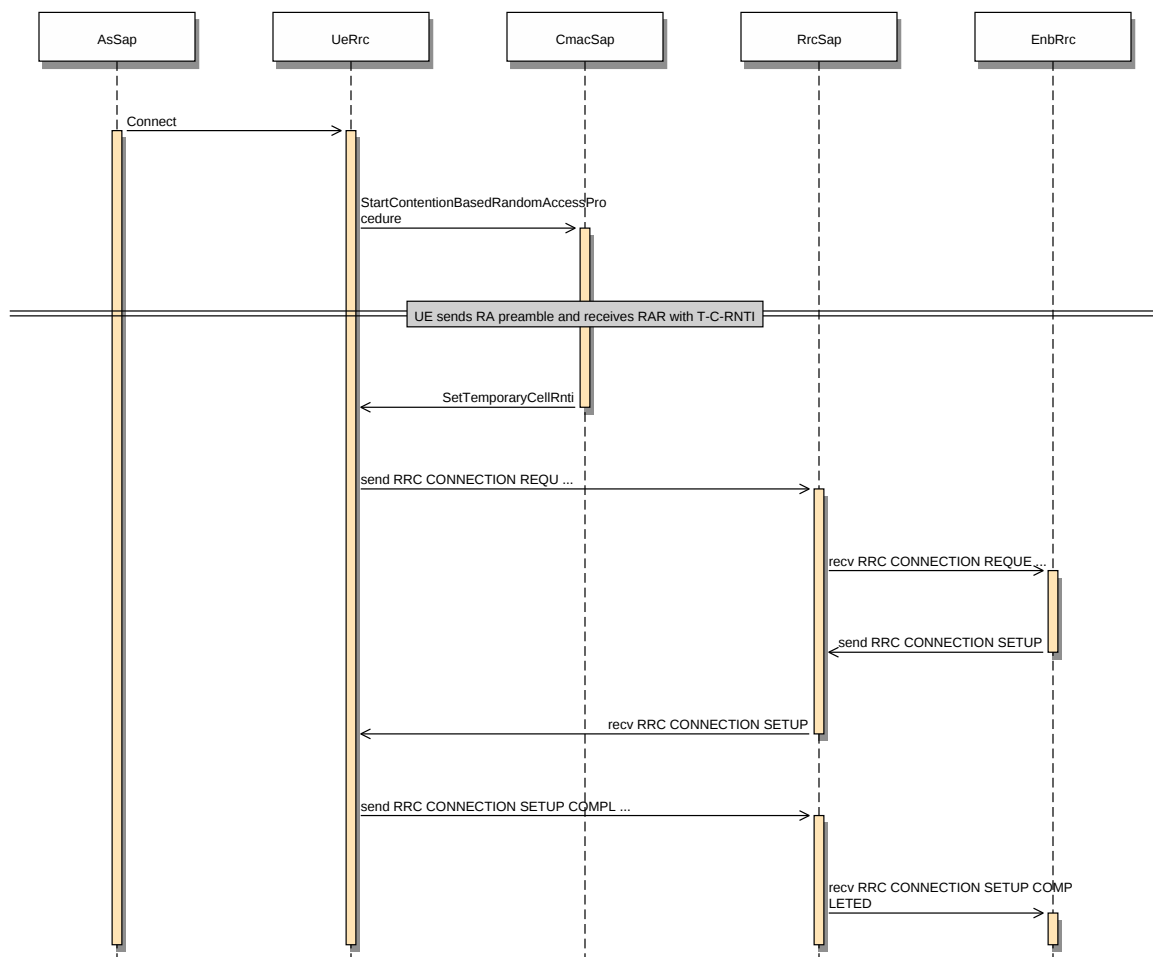 AsSap
UeRrc
CmacSap
RrcSap
EnbRrc
Connect
StartContentionBasedRandomAccessPro
cedure
UE sends RA preamble and receives RAR with T-C-RNTI
SetTemporaryCellRnti
send RRC CONNECTION REQU ...
recv RRC CONNECTION REQUE ...
send RRC CONNECTION SETUP
recv RRC CONNECTION SETUP
send RRC CONNECTION SETUP COMPL ...
recv RRC CONNECTION SETUP COMP
LETED